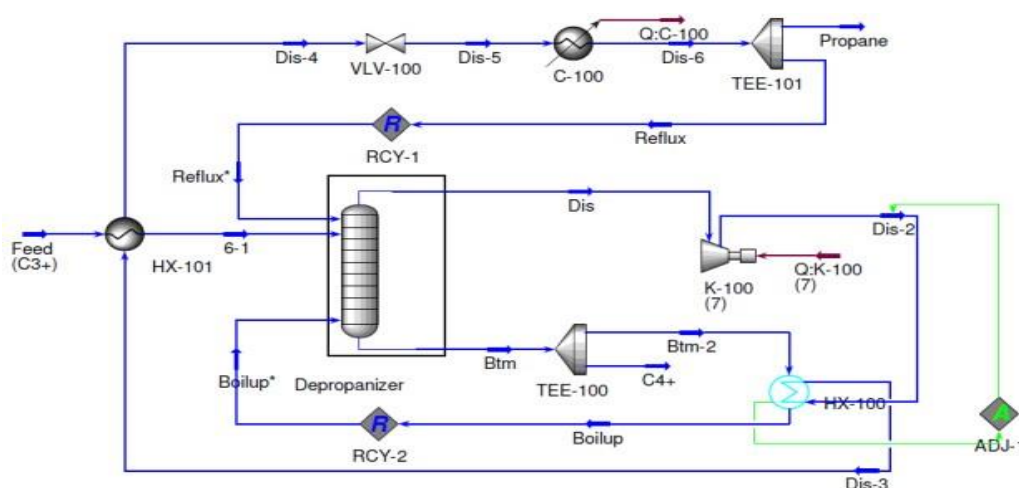 Q:C-100
Propane
Dis-4
VLV-100
Dis-5
C-100
Dis-6
TEE-101
R
RCY-1
Reflux
Reflux*
Dis
Dis-2
Feed
(C3+)
HX-101
6-1
K-100
(7)
Q:K-100
(7)
Btm
Btm-2
TEE-100
C4+
Boilup*
Depropanizer
HX-100
A
ADJ-1
R
RCY-2
Boilup
Dis-3